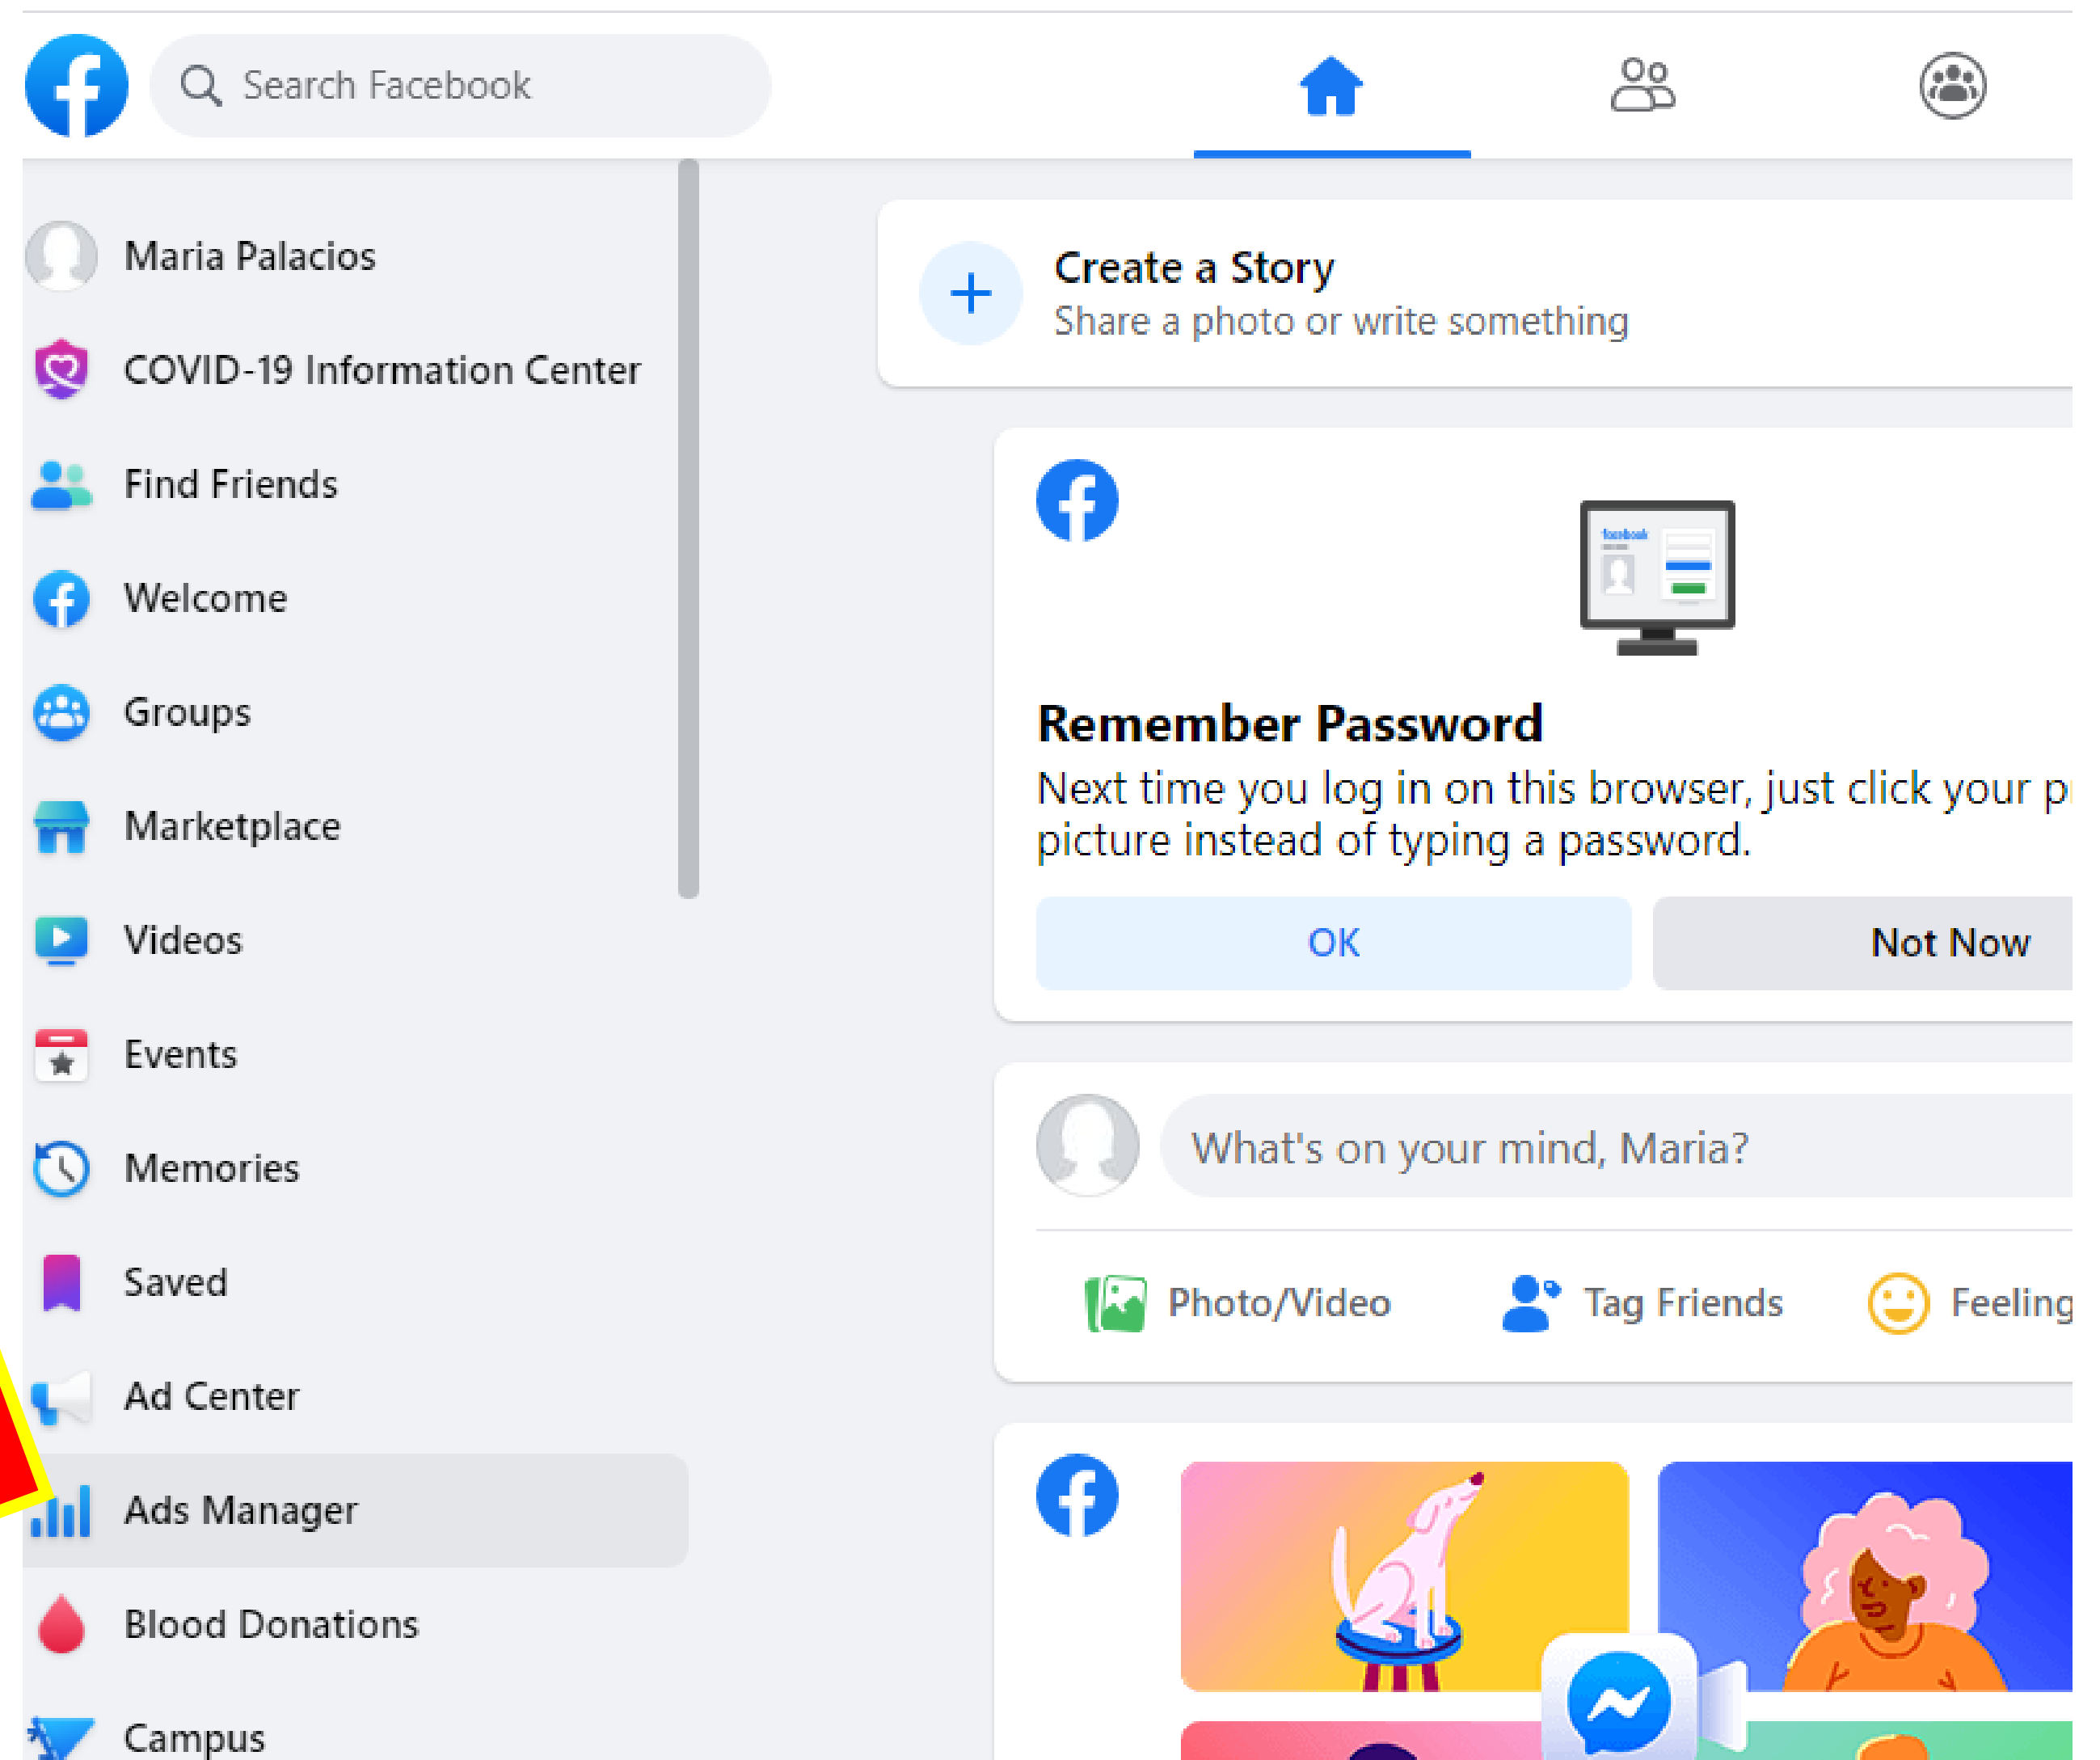 Search Facebook
Maria Palacios
COVID-19 Information Center
Find Friends
Welcome
Groups
Marketplace
Videos
Events
Memories
Saved
Ad Center
Ads Manager
Blood Donations
Campus
Create a Story
Share a photo or write something
facebook
Remember Password
Next time you log in on this browser, just click your p
picture instead of typing a password.
OK
Not Now
What's on your mind, Maria?
Photo/Video
Tag Friends
Feeling